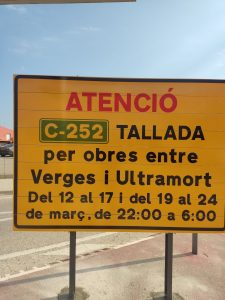 ATENCIÓ
C-252 TALLADA
per obres entre
Verges i Ultramort
Del 12 al 17 i del 19 al 24
de març, de 22:00 a 6:00